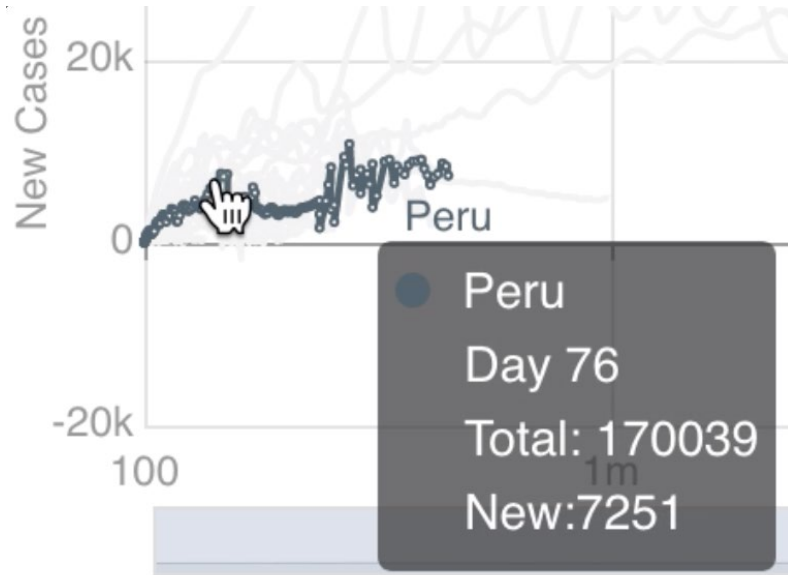 New Cases
20k
0
-20k
100
1m
Peru
Peru
Day 76
Total: 170039
New:7251